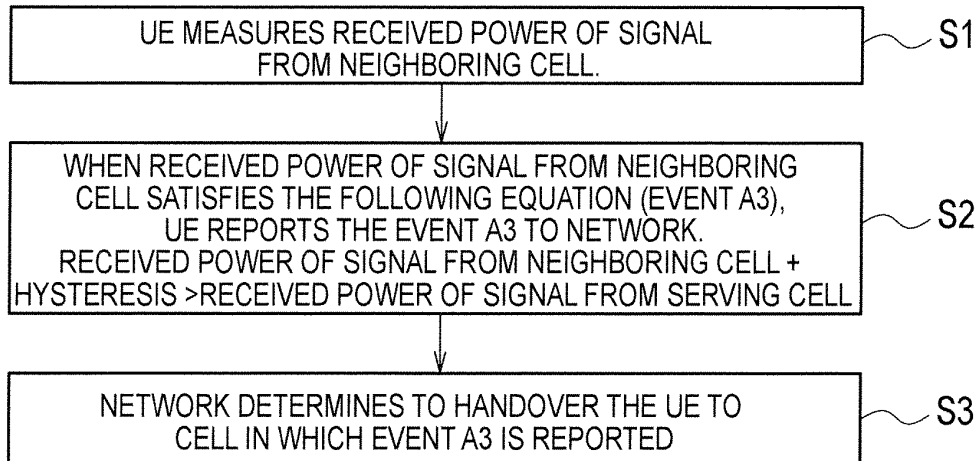 UE MEASURES RECEIVED POWER OF SIGNAL
FROM NEIGHBORING CELL.
S1
WHEN RECEIVED POWER OF SIGNAL FROM NEIGHBORING
CELL SATISFIES THE FOLLOWING EQUATION (EVENT A3),
UE REPORTS THE EVENT A3 TO NETWORK.
RECEIVED POWER OF SIGNAL FROM NEIGHBORING CELL +
HYSTERESIS >RECEIVED POWER OF SIGNAL FROM SERVING CELL
S2
NETWORK DETERMINES TO HANDOVER THE UE TO
CELL IN WHICH EVENT A3 IS REPORTED
S3